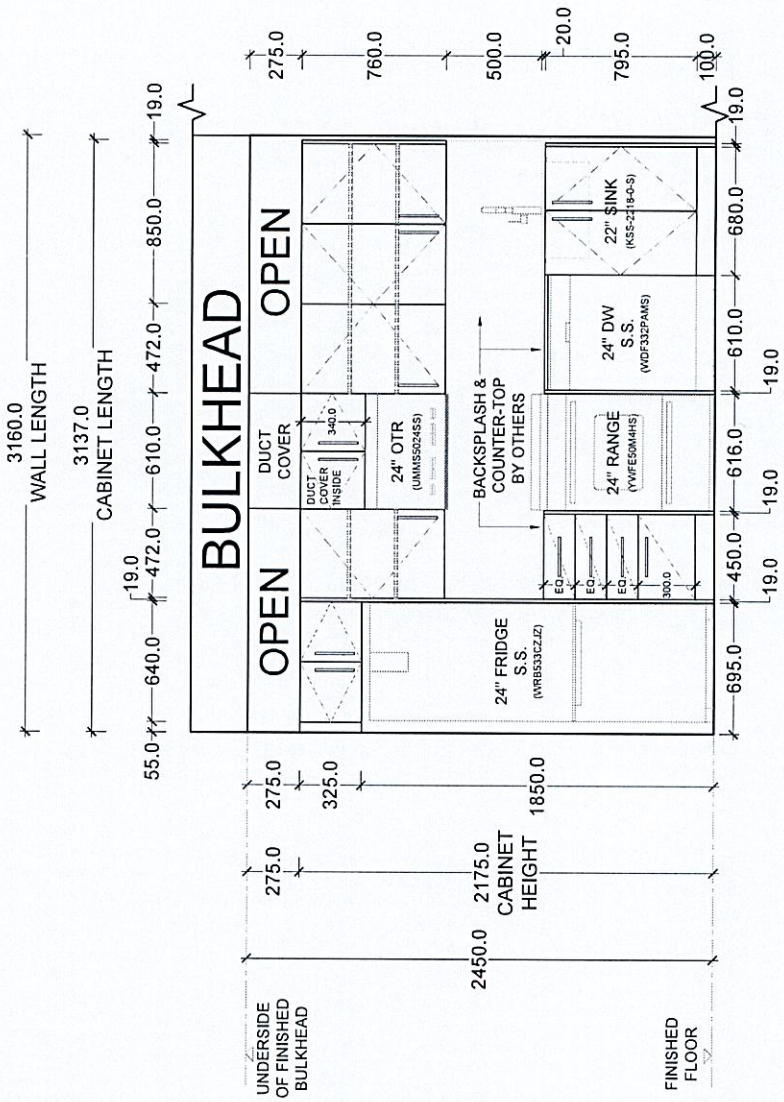 3160.0
WALL LENGTH
3137.0
CABINET LENGTH
55.0
640.0
19.0
472.0
610.0
472.0
850.0
19.0
BULKHEAD
OPEN
DUCT
COVER
OPEN
DUCT
COVER
INSIDE
340.0
24" OTR
(UMMS5024SS)
BACKSPLASH &
COUNTER-TOP
BY OTHERS
24" FRIDGE
S.S.
(WRB533CZJZ)
EQ.
EQ.
EQ.
300.0
24" RANGE
(YWFE50M4HS)
24" DW
S.S.
(WDF332PAMS)
22" SINK
(KSS-2218-0-S)
UNDERSIDE
OF FINISHED
BULKHEAD
FINISHED
FLOOR
2450.0
275.0
2175.0
CABINET
HEIGHT
275.0
325.0
1850.0
275.0
760.0
500.0
20.0
795.0
100.0
695.0
19.0
450.0
19.0
616.0
19.0
610.0
680.0
19.0